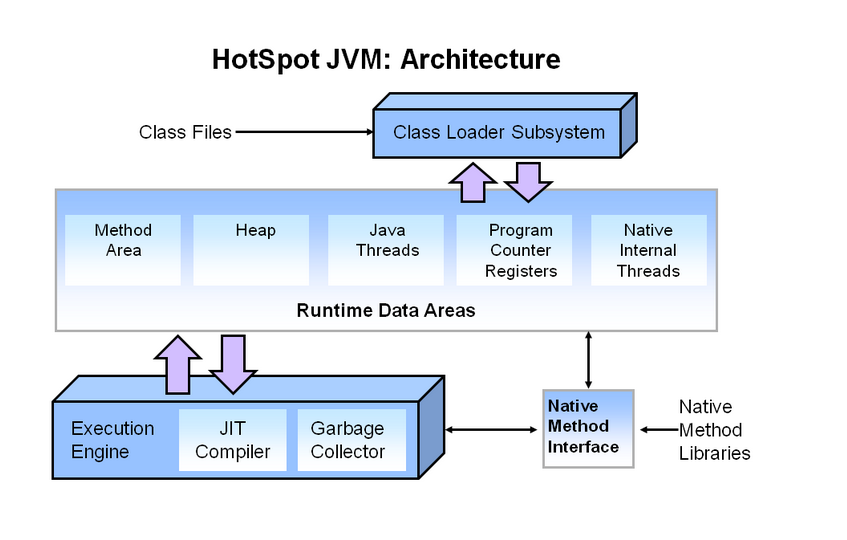 HotSpot JVM: Architecture
Class Files
Class Loader Subsystem
Method
Area
Heap
Java
Threads
Program
Counter
Registers
Native
Internal
Threads
Runtime Data Areas
Execution
Engine
JIT
Compiler
Garbage
Collector
Native
Method
Interface
Native
Method
Libraries